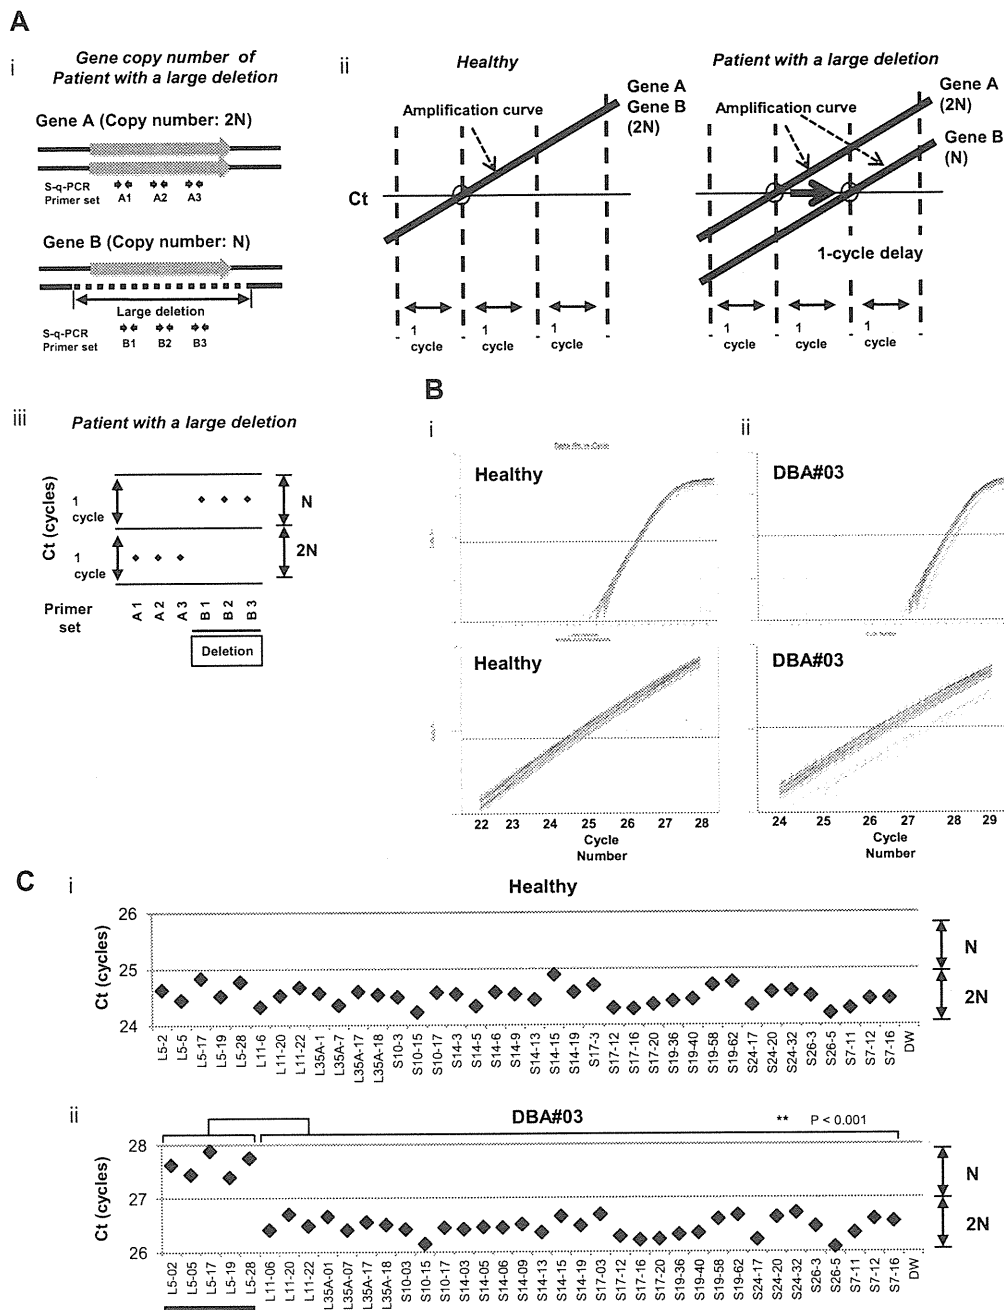 A
i
Gene copy number of
Patient with a large deletion
Gene A (Copy number: 2N)
S-q-PCR
Primer set
A1 A2 A3
Gene B (Copy number: N)
Large deletion
S-q-PCR
Primer set
B1 B2 B3
ii
Healthy
Amplification curve
Gene A
Gene B
(2N)
Ct
1 cycle
1 cycle
1 cycle
Patient with a large deletion
Amplification curve
Gene A
(2N)
Gene B
(N)
1-cycle delay
1 cycle
1 cycle
1 cycle
iii
Patient with a large deletion
Ct (cycles)
1 cycle
1 cycle
N
2N
Primer set
A1 A2 A3 B1 B2 B3
Deletion
B
i
Healthy
Healthy
22 23 24 25 26 27 28
Cycle
Number
ii
DBA#03
DBA#03
24 25 26 27 28 29
Cycle
Number
C
i
Healthy
Ct (cycles)
26
25
24
N
2N
L5-2 L5-5 L5-17 L5-19 L5-28 L11-6 L11-20 L11-22 L35A-1 L35A-7 L35A-17 L35A-18 S10-3 S10-15 S10-17 S14-3 S14-5 S14-6 S14-9 S14-13 S14-15 S14-19 S17-3 S17-12 S17-16 S17-20 S19-36 S19-40 S19-58 S19-62 S24-17 S24-20 S24-32 S26-3 S26-5 S7-11 S7-12 S7-16 DW
ii
DBA#03
** P < 0.001
Ct (cycles)
28
27
26
N
2N
L5-02 L5-05 L5-17 L5-19 L5-28 L11-06 L11-20 L11-22 L35A-01 L35A-07 L35A-17 L35A-18 S10-03 S10-15 S10-17 S14-03 S14-05 S14-06 S14-09 S14-13 S14-15 S14-19 S17-03 S17-12 S17-16 S17-20 S19-36 S19-40 S19-58 S19-62 S24-17 S24-20 S24-32 S26-3 S26-5 S7-11 S7-12 S7-16 DW